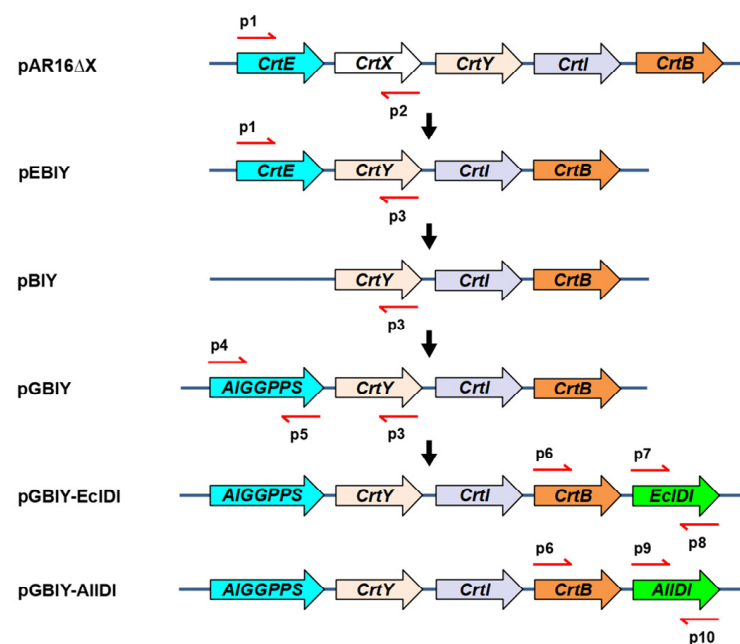 p1
pAR16ΔX CrtE CrtX CrtY CrtI CrtB
p2
p1
pEBIY CrtE CrtY CrtI CrtB
p3
pBIY CrtY CrtI CrtB
p3
p4
pGBIY AlGGPPS CrtY CrtI CrtB
p5 p3
p6 p7
pGBIY-EcIDI AlGGPPS CrtY CrtI CrtB EcIDI
p8
p6 p9
pGBIY-AlIDI AlGGPPS CrtY CrtI CrtB AlIDI
p10